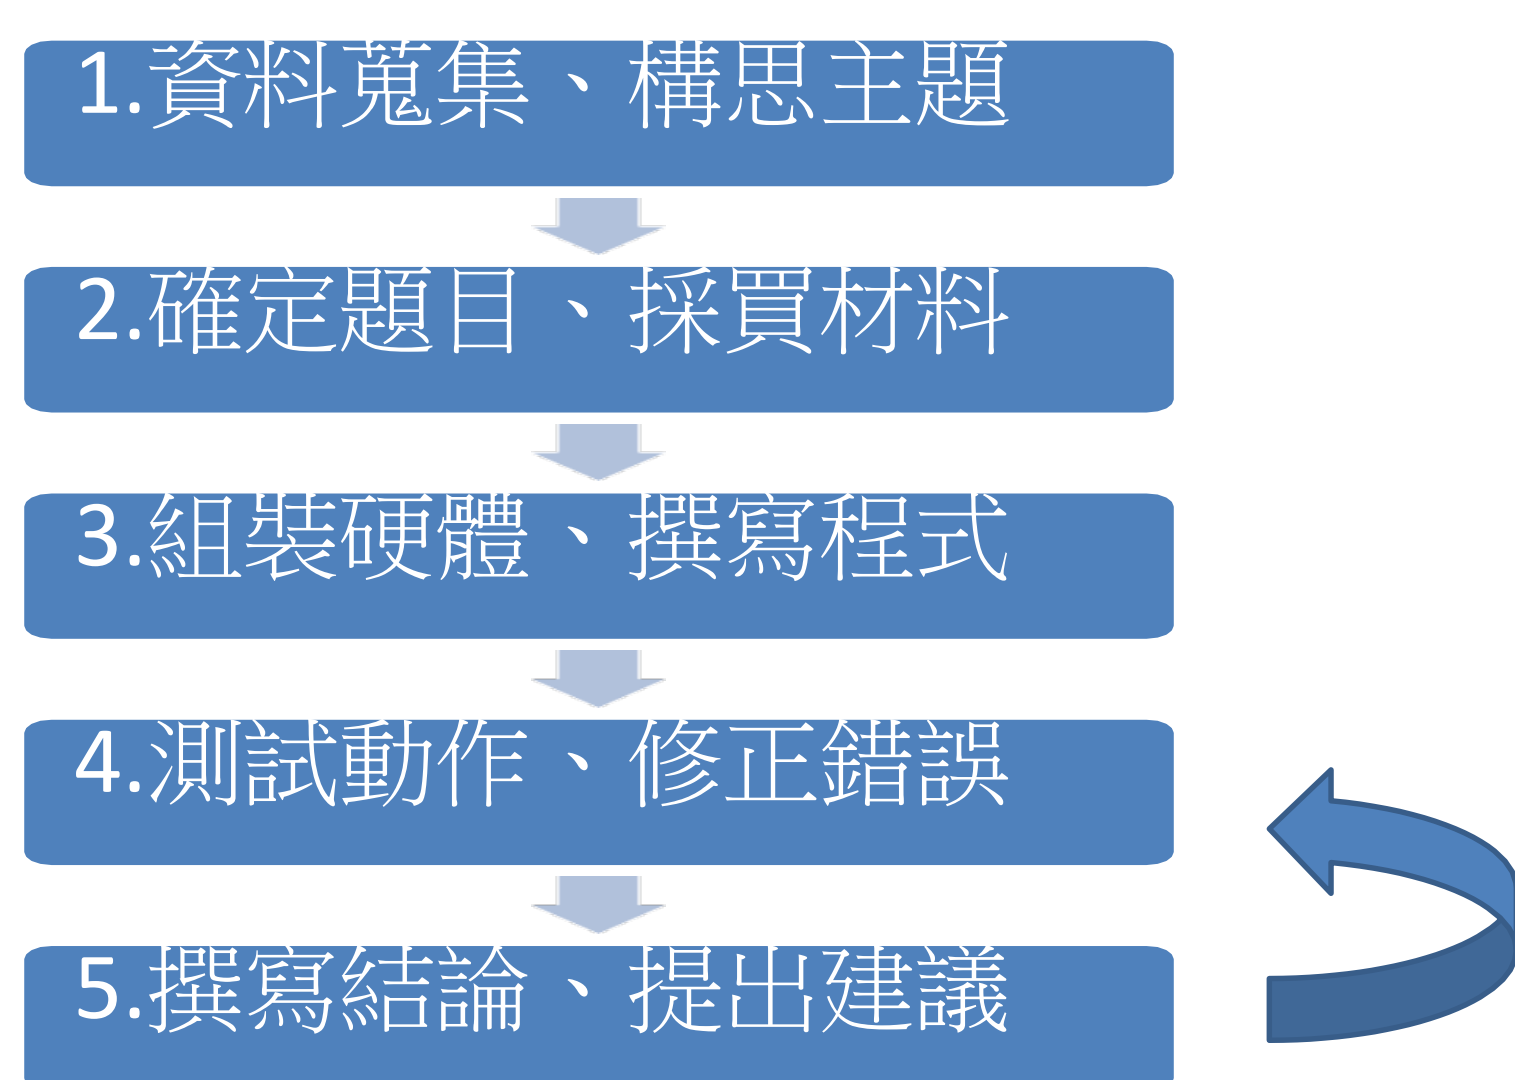 1.資料蒐集、構思主題
2.確定題目、採買材料
3.組裝硬體、撰寫程式
4.測試動作、修正錯誤
5.撰寫結論、提出建議